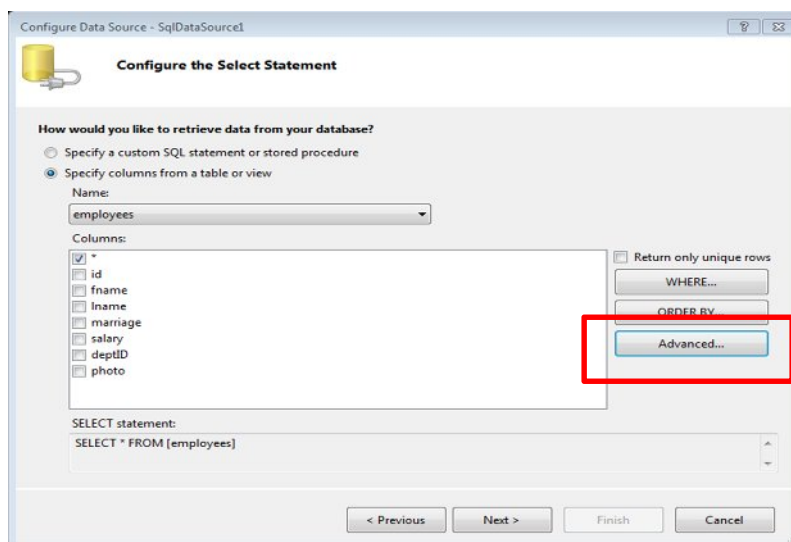 Configure Data Source - SqlDataSource1
Configure the Select Statement
How would you like to retrieve data from your database?
Specify a custom SQL statement or stored procedure
Specify columns from a table or view
Name:
employees
Columns:
*
id
fname
lname
marriage
salary
deptID
photo
Return only unique rows
WHERE...
ORDER BY...
Advanced...
SELECT statement:
SELECT * FROM [employees]
< Previous Next > Finish Cancel